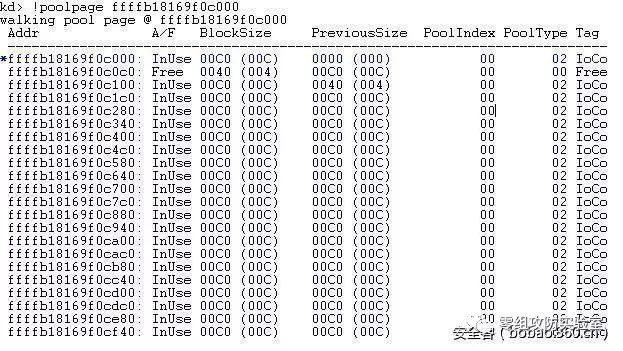 kd> !poolpage ffffb18169f0c000
walking pool page @ ffffb18169f0c000
Addr A/F BlockSize PreviousSize PoolIndex PoolType Tag
-------------------------------------------------------------------------------
*ffffb18169f0c000: InUse 00C0 (00C) 0000 (000) 00 02 IoCo
ffffb18169f0c0c0: Free 0040 (004) 00C0 (00C) 00 00 Free
ffffb18169f0c100: InUse 00C0 (00C) 0040 (004) 00 02 IoCo
ffffb18169f0c1c0: InUse 00C0 (00C) 00C0 (00C) 00 02 IoCo
ffffb18169f0c280: InUse 00C0 (00C) 00C0 (00C) 00 02 IoCo
ffffb18169f0c340: InUse 00C0 (00C) 00C0 (00C) 00 02 IoCo
ffffb18169f0c400: InUse 00C0 (00C) 00C0 (00C) 00 02 IoCo
ffffb18169f0c4c0: InUse 00C0 (00C) 00C0 (00C) 00 02 IoCo
ffffb18169f0c580: InUse 00C0 (00C) 00C0 (00C) 00 02 IoCo
ffffb18169f0c640: InUse 00C0 (00C) 00C0 (00C) 00 02 IoCo
ffffb18169f0c700: InUse 00C0 (00C) 00C0 (00C) 00 02 IoCo
ffffb18169f0c7c0: InUse 00C0 (00C) 00C0 (00C) 00 02 IoCo
ffffb18169f0c880: InUse 00C0 (00C) 00C0 (00C) 00 02 IoCo
ffffb18169f0c940: InUse 00C0 (00C) 00C0 (00C) 00 02 IoCo
ffffb18169f0ca00: InUse 00C0 (00C) 00C0 (00C) 00 02 IoCo
ffffb18169f0cac0: InUse 00C0 (00C) 00C0 (00C) 00 02 IoCo
ffffb18169f0cb80: InUse 00C0 (00C) 00C0 (00C) 00 02 IoCo
ffffb18169f0cc40: InUse 00C0 (00C) 00C0 (00C) 00 02 IoCo
ffffb18169f0cd00: InUse 00C0 (00C) 00C0 (00C) 00 02 IoCo
ffffb18169f0cdc0: InUse 00C0 (00C) 00C0 (00C) 00 02 IoCo
ffffb18169f0ce80: InUse 00C0 (00C) 00C0 (00C)
零组攻防实验室
ffffb18169f0cf40: InUse 00C0 (00C) 00C0 (00C)
安全客 ( bobao.360.cn )